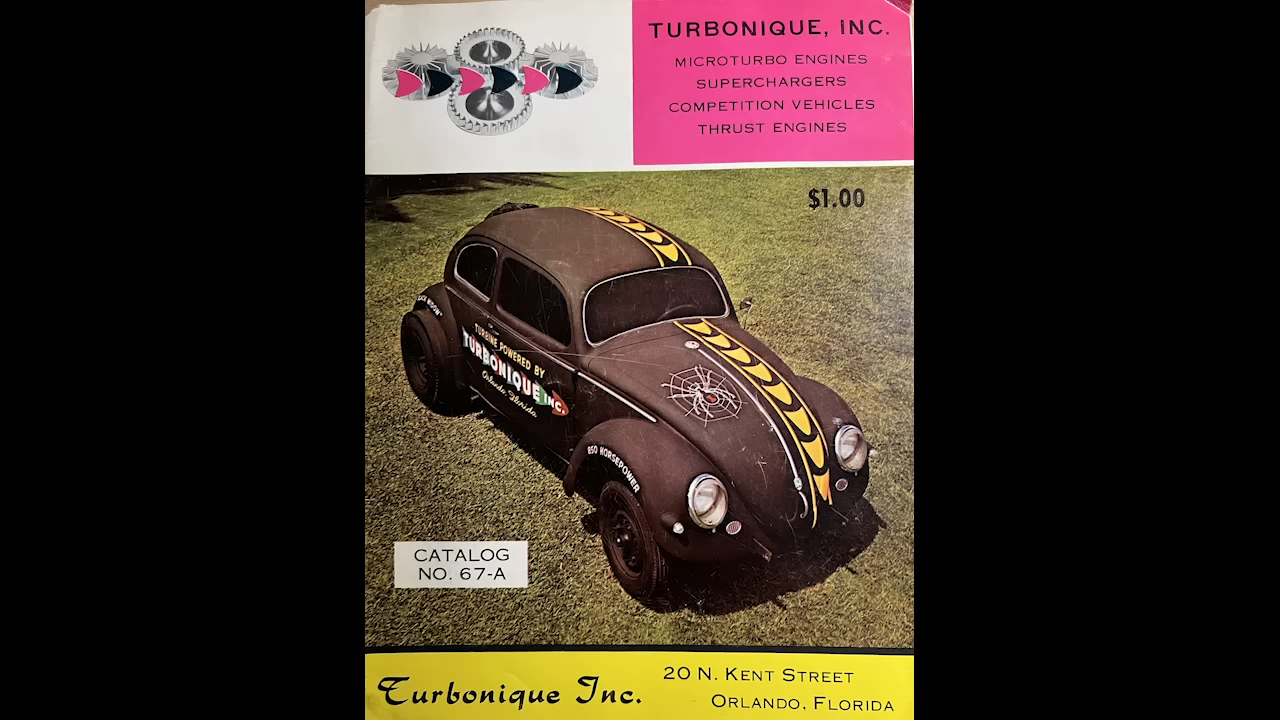 TURBONIQUE, INC.
MICROTURBO ENGINES
SUPERCHARGERS
COMPETITION VEHICLES
THRUST ENGINES
$1.00
WIDOW"
TURBINE POWERED BY
TURBONIQUE INC.
Orlando, Florida
850 HORSEPOWER
CATALOG
NO. 67-A
Turbonique Inc.
20 N. KENT STREET
ORLANDO, FLORIDA